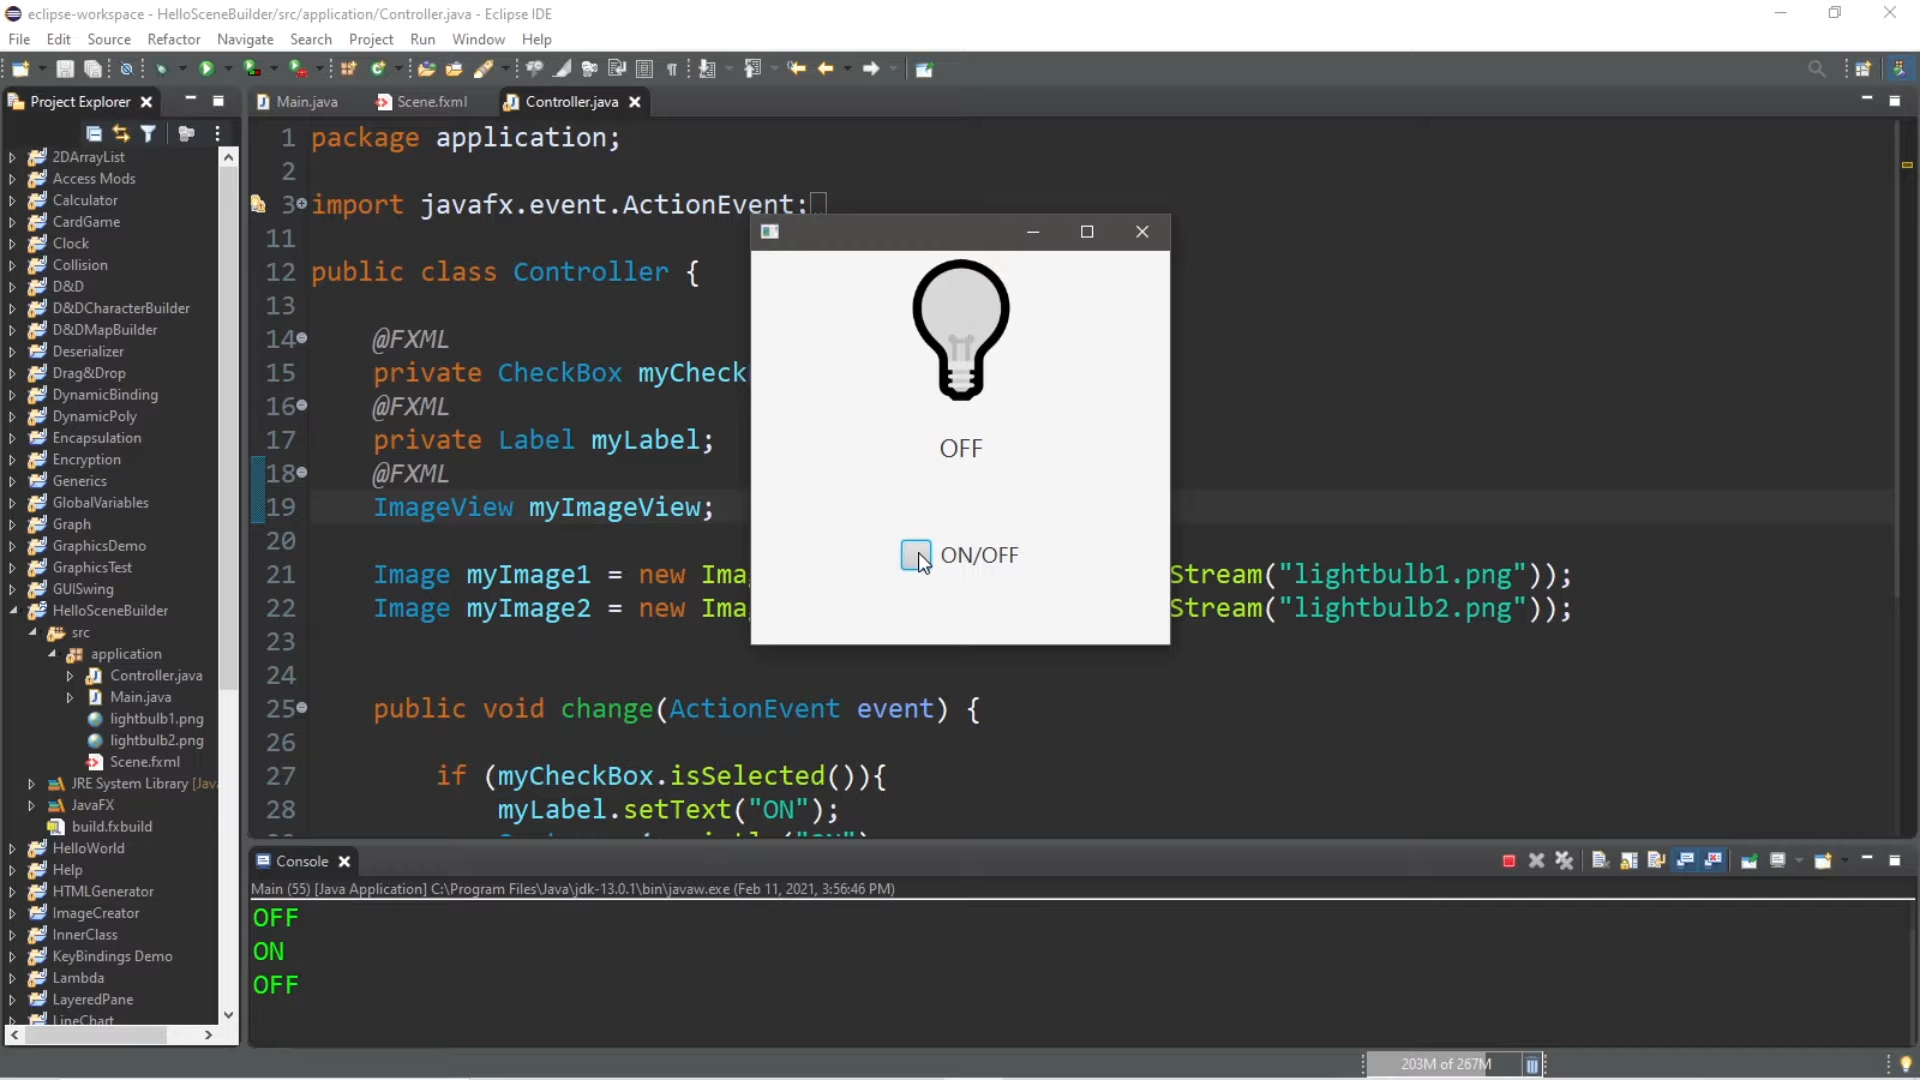 eclipse-workspace - HelloSceneBuilder/src/application/Controller.java - Eclipse IDE
File Edit Source Refactor Navigate Search Project Run Window Help
Project Explorer
Main.java Scene.fxml Controller.java
2DArrayList
Access Mods
Calculator
CardGame
Clock
Collision
D&D
D&DCharacterBuilder
D&DMapBuilder
Deserializer
Drag&Drop
DynamicBinding
DynamicPoly
Encapsulation
Encryption
Generics
GlobalVariables
Graph
GraphicsDemo
GraphicsTest
GUISwing
HelloSceneBuilder
src
application
Controller.java
Main.java
lightbulb1.png
lightbulb2.png
Scene.fxml
JRE System Library [Jav
JavaFX
build.fxbuild
HelloWorld
Help
HTMLGenerator
ImageCreator
InnerClass
KeyBindings Demo
Lambda
LayeredPane
LineChart
1 package application;
2
3 import javafx.event.ActionEvent;
11
12 public class Controller {
13
14 @FXML
15 private CheckBox myCheck
16 @FXML
17 private Label myLabel;
18 @FXML
19 ImageView myImageView;
20
21 Image myImage1 = new Ima Stream("lightbulb1.png"));
22 Image myImage2 = new Ima Stream("lightbulb2.png"));
23
24
25 public void change(ActionEvent event) {
26
27 if (myCheckBox.isSelected()){
28 myLabel.setText("ON");
OFF
ON/OFF
Console
Main (55) [Java Application] C:\Program Files\Java\jdk-13.0.1\bin\javaw.exe (Feb 11, 2021, 3:56:46 PM)
OFF
ON
OFF
203M of 267M